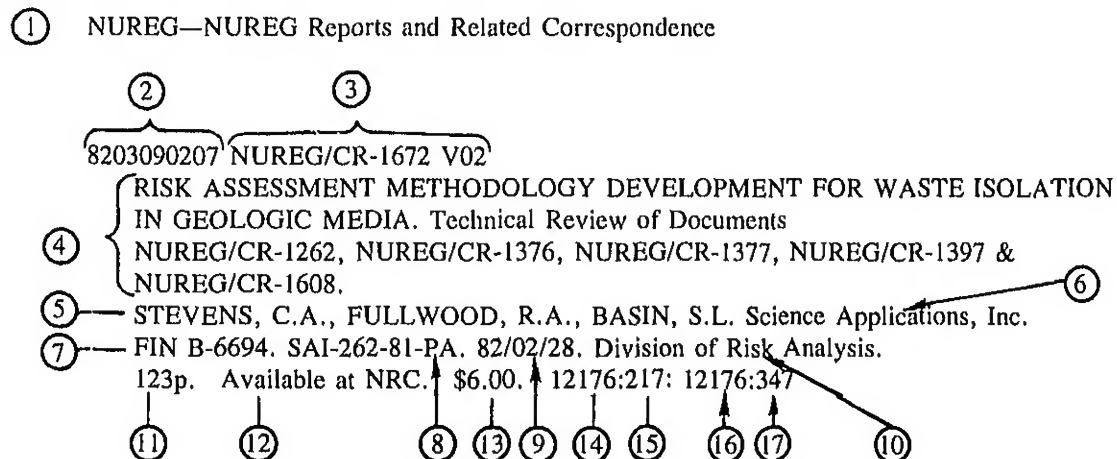 ① NUREG—NUREG Reports and Related Correspondence
② ③
8203090207 NUREG/CR-1672 V02
RISK ASSESSMENT METHODOLOGY DEVELOPMENT FOR WASTE ISOLATION
IN GEOLOGIC MEDIA. Technical Review of Documents
④ NUREG/CR-1262, NUREG/CR-1376, NUREG/CR-1377, NUREG/CR-1397 &
NUREG/CR-1608. ⑥
⑤ STEVENS, C.A., FULLWOOD, R.A., BASIN, S.L. Science Applications, Inc.
⑦ FIN B-6694. SAI-262-81-PA. 82/02/28. Division of Risk Analysis.
123p. Available at NRC. $6.00. 12176:217: 12176:347
⑪ ⑫ ⑧ ⑬ ⑨ ⑭ ⑮ ⑯ ⑰ ⑩